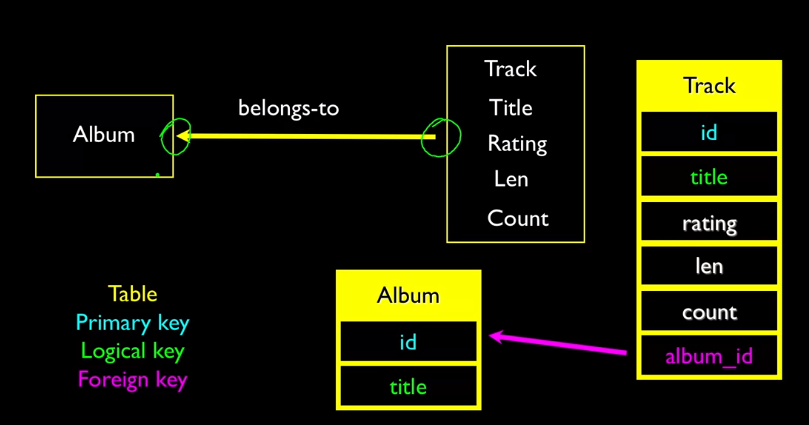 Album
belongs-to
Track
Title
Rating
Len
Count
Table
Primary key
Logical key
Foreign key
Album
id
title
Track
id
title
rating
len
count
album_id